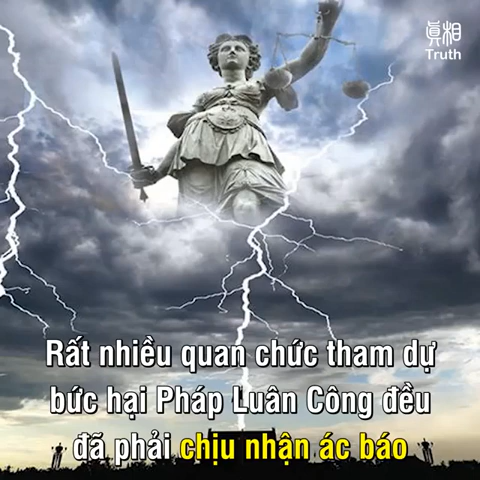 真相
Truth
Rất nhiều quan chức tham dự
bức hại Pháp Luân Công đều
đã phải chịu nhận ác báo